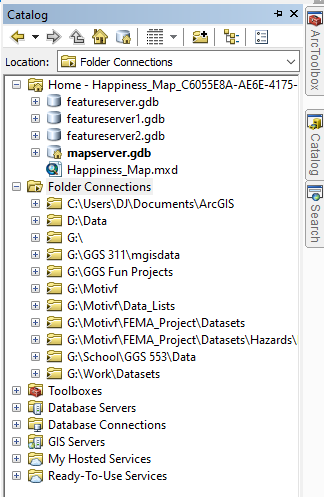 Catalog
Location: Folder Connections
Home - Happiness_Map_C6055E8A-AE6E-4175-
featureserver.gdb
featureserver1.gdb
featureserver2.gdb
mapserver.gdb
Happiness_Map.mxd
Folder Connections
C:\Users\DJ\Documents\ArcGIS
D:\Data
G:\
G:\GGS 311\mgisdata
G:\GGS Fun Projects
G:\Motivf
G:\Motivf\Data_Lists
G:\Motivf\FEMA_Project\Datasets
G:\Motivf\FEMA_Project\Datasets\Hazards\
G:\School\GGS 553\Data
G:\Work\Datasets
Toolboxes
Database Servers
Database Connections
GIS Servers
My Hosted Services
Ready-To-Use Services
ArcToolbox
Catalog
Search